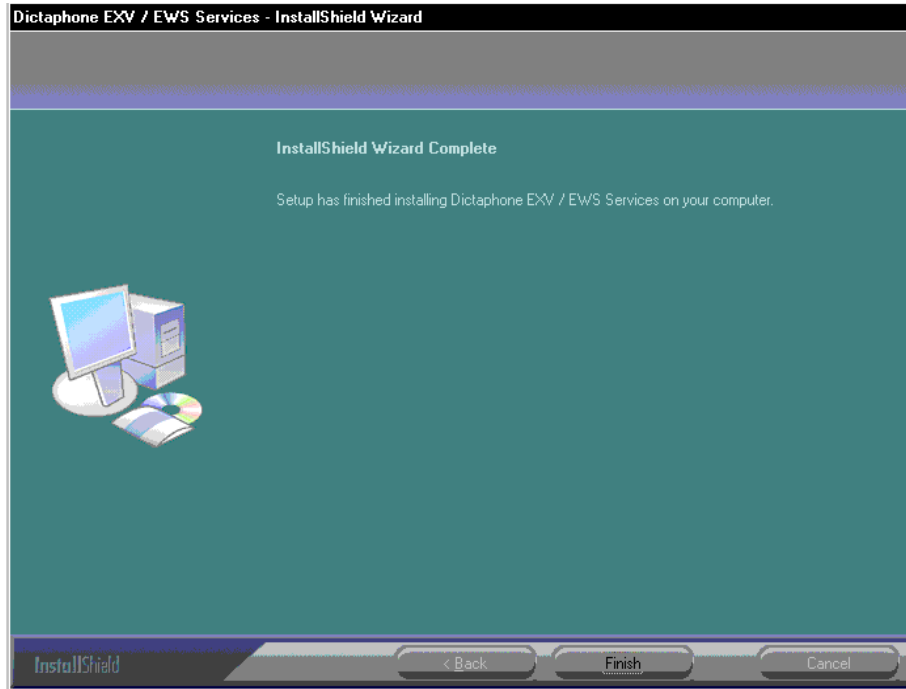 Dictaphone EXV / EWS Services - InstallShield Wizard
InstallShield Wizard Complete
Setup has finished installing Dictaphone EXV / EWS Services on your computer.
InstallShield
< Back
Finish
Cancel